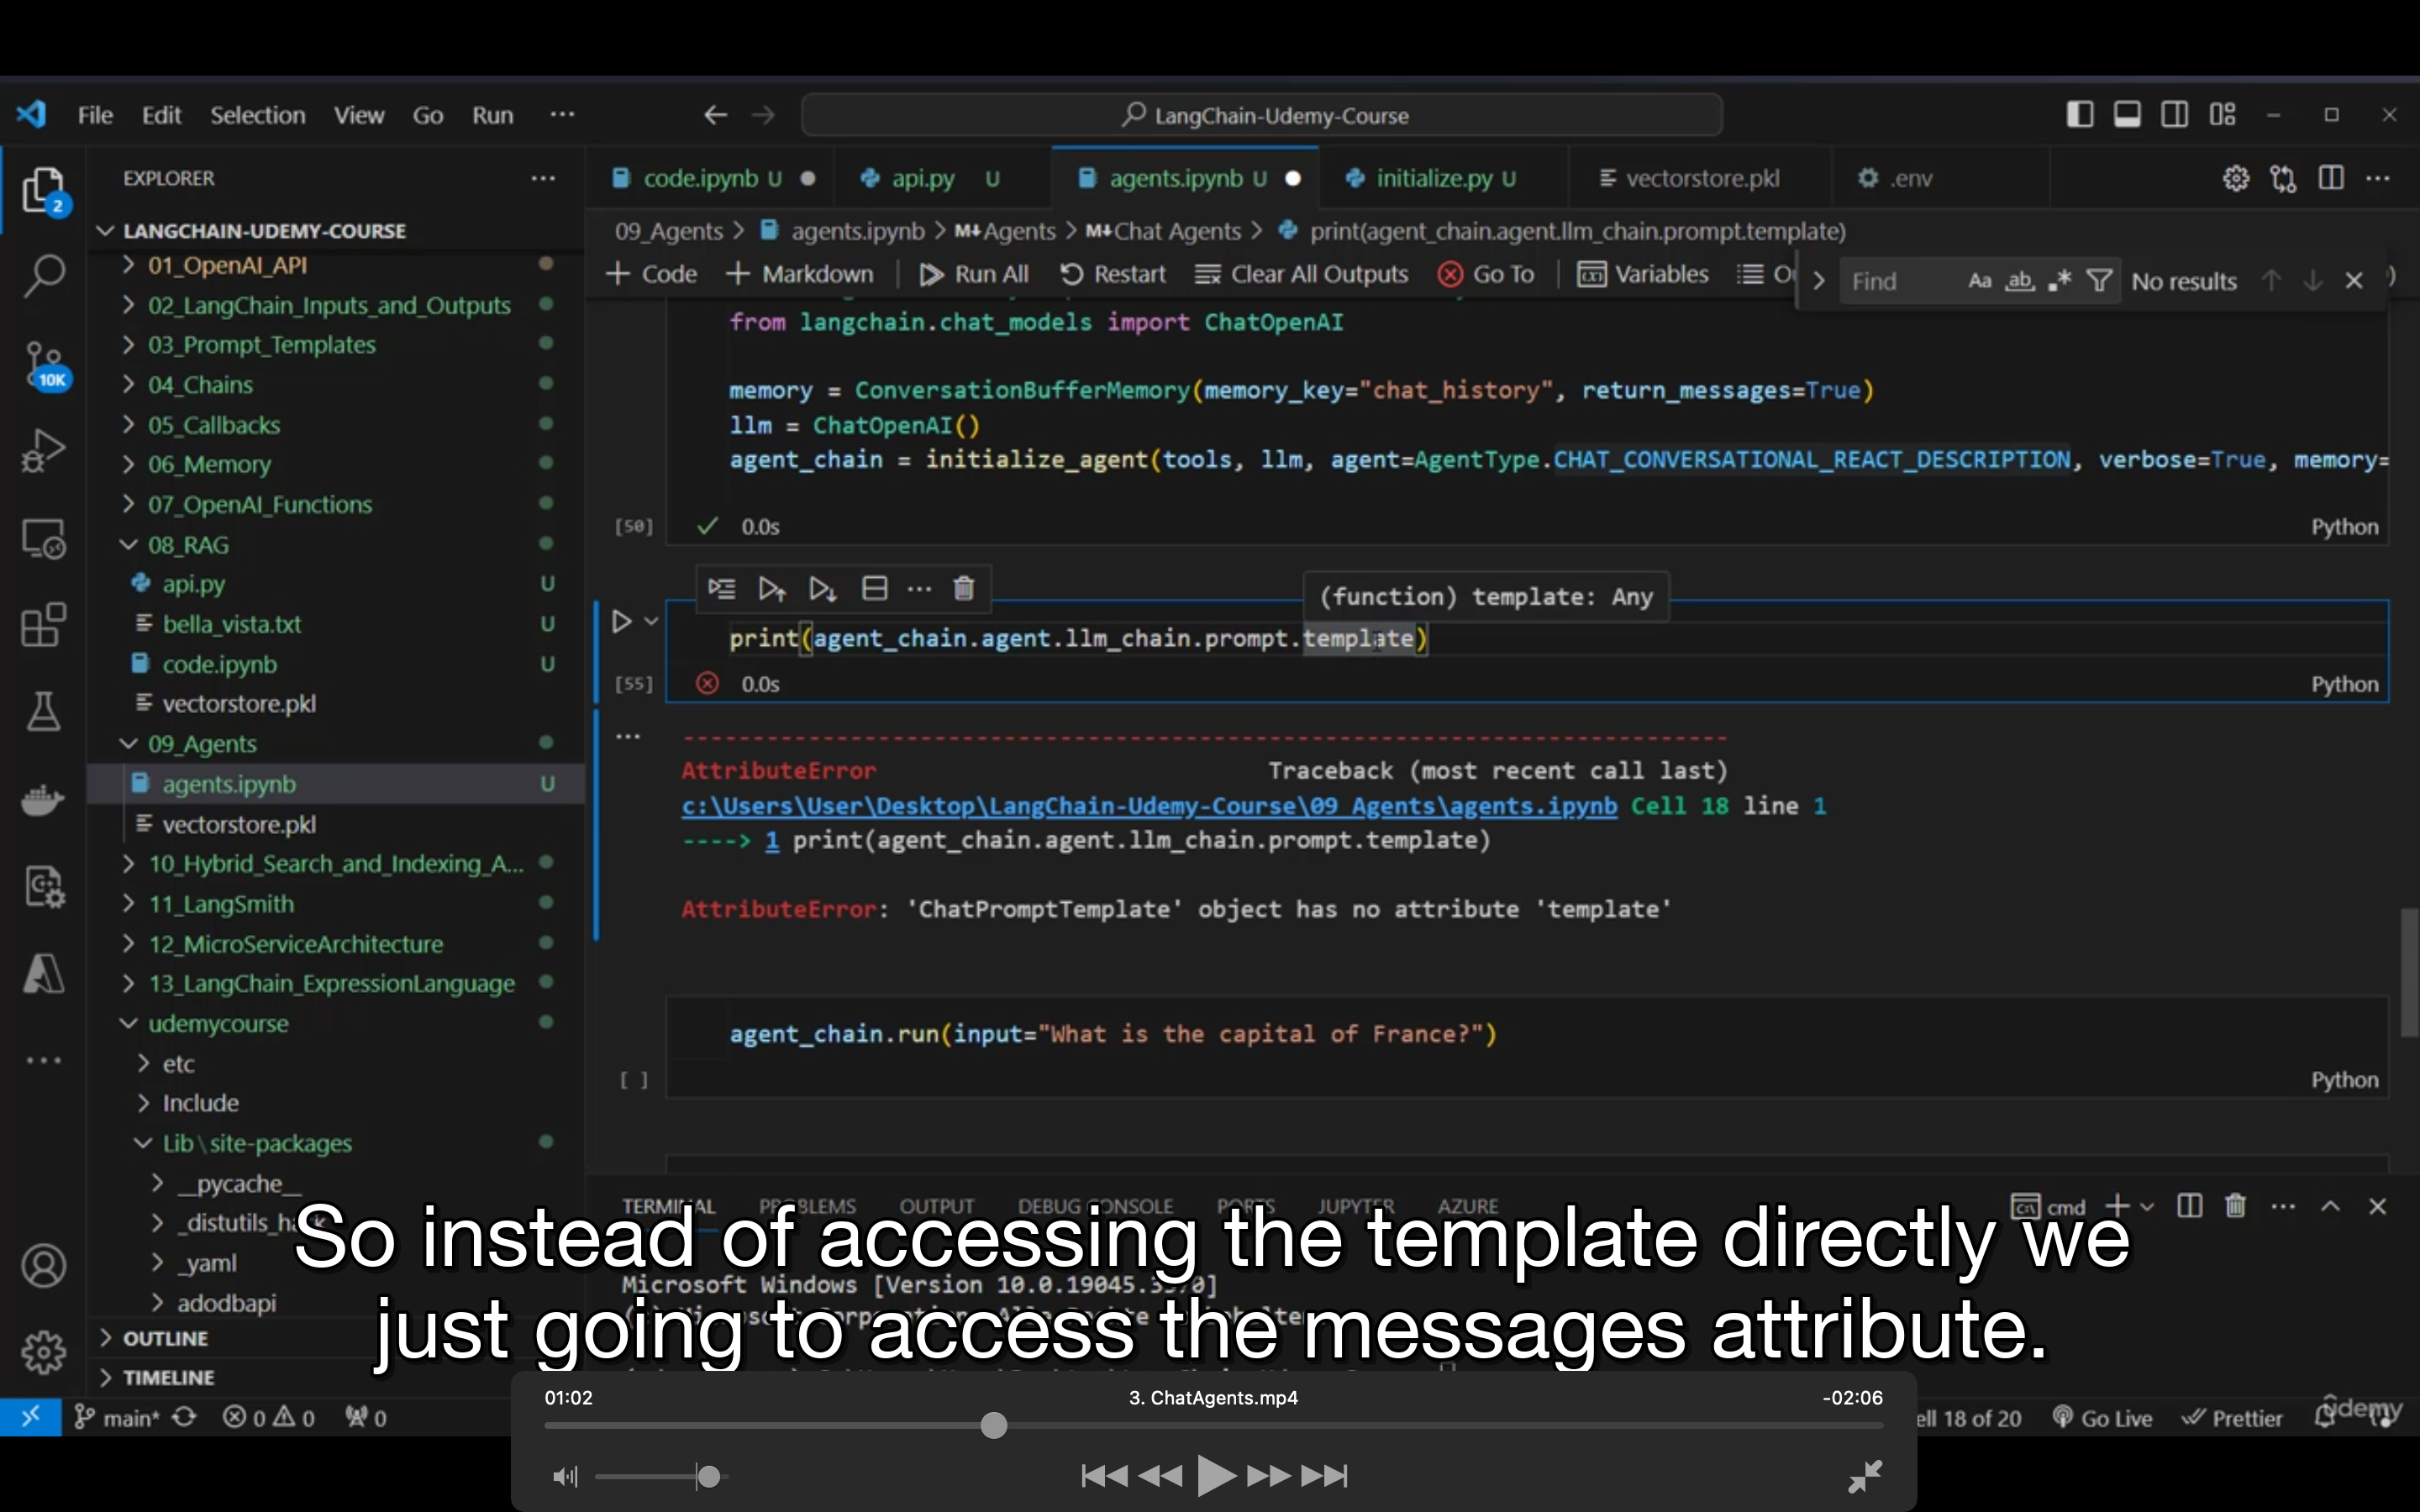 File Edit Selection View Go Run ···
LangChain-Udemy-Course
EXPLORER
code.ipynb U
api.py U
agents.ipynb U
initialize.py U
vectorstore.pkl
.env
LANGCHAIN-UDEMY-COURSE
09_Agents > agents.ipynb > M↓Agents > M↓Chat Agents > print(agent_chain.agent.llm_chain.prompt.template)
+ Code + Markdown Run All Restart Clear All Outputs Go To Variables
Find Aa ab No results
2
10K
01_OpenAI_API
02_LangChain_Inputs_and_Outputs
03_Prompt_Templates
04_Chains
05_Callbacks
06_Memory
07_OpenAI_Functions
08_RAG
api.py U
bella_vista.txt U
code.ipynb U
vectorstore.pkl
09_Agents
agents.ipynb U
vectorstore.pkl
10_Hybrid_Search_and_Indexing_A...
11_LangSmith
12_MicroServiceArchitecture
13_LangChain_ExpressionLanguage
udemycourse
etc
Include
Lib\site-packages
__pycache__
_yaml
adodbapi
OUTLINE
TIMELINE
from langchain.chat_models import ChatOpenAI
memory = ConversationBufferMemory(memory_key="chat_history", return_messages=True)
llm = ChatOpenAI()
agent_chain = initialize_agent(tools, llm, agent=AgentType.CHAT_CONVERSATIONAL_REACT_DESCRIPTION, verbose=True, memory=
[50] 0.0s Python
(function) template: Any
print(agent_chain.agent.llm_chain.prompt.template)
[55] 0.0s Python
---------------------------------------------------------------------------
AttributeError Traceback (most recent call last)
c:\Users\User\Desktop\LangChain-Udemy-Course\09_Agents\agents.ipynb Cell 18 line 1
----> 1 print(agent_chain.agent.llm_chain.prompt.template)
AttributeError: 'ChatPromptTemplate' object has no attribute 'template'
agent_chain.run(input="What is the capital of France?")
[ ] Python
TERMINAL PROBLEMS OUTPUT DEBUG CONSOLE PORTS JUPYTER AZURE
cmd
Microsoft Windows [Version
So instead of accessing the template directly we
just going to access the messages attribute.
main* 0 0 0
18 of 20 Go Live Prettier
udemy
01:02 3. ChatAgents.mp4 -02:06